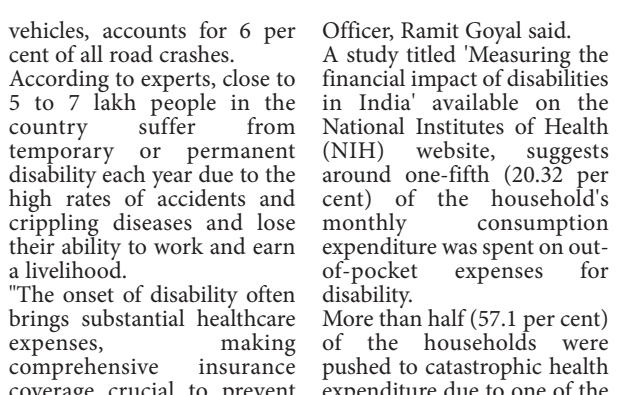 vehicles, accounts for 6 per
cent of all road crashes.
According to experts, close to
5 to 7 lakh people in the
country suffer from
temporary or permanent
disability each year due to the
high rates of accidents and
crippling diseases and lose
their ability to work and earn
a livelihood.
"The onset of disability often
brings substantial healthcare
expenses, making
comprehensive insurance
coverage crucial to prevent
Officer, Ramit Goyal said.
A study titled 'Measuring the
financial impact of disabilities
in India' available on the
National Institutes of Health
(NIH) website, suggests
around one-fifth (20.32 per
cent) of the household's
monthly consumption
expenditure was spent on out-
of-pocket expenses for
disability.
More than half (57.1 per cent)
of the households were
pushed to catastrophic health
expenditure due to one of the